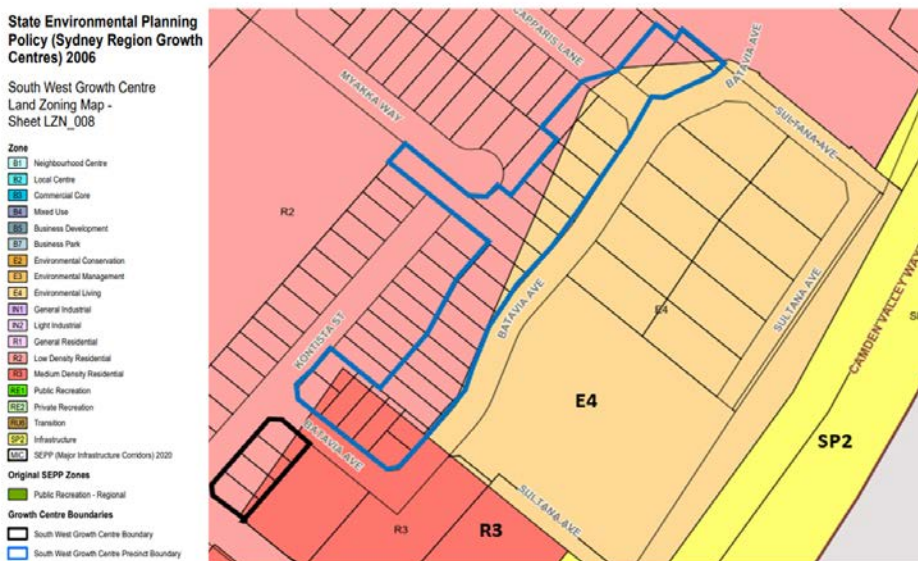 State Environmental Planning
Policy (Sydney Region Growth
Centres) 2006
South West Growth Centre
Land Zoning Map -
Sheet LZN_008
Zone
B1 Neighbourhood Centre
B2 Local Centre
B3 Commercial Core
B4 Mixed Use
B5 Business Development
B7 Business Park
E2 Environmental Conservation
E3 Environmental Management
E4 Environmental Living
IN1 General Industrial
IN2 Light Industrial
R1 General Residential
R2 Low Density Residential
R3 Medium Density Residential
RE1 Public Recreation
RE2 Private Recreation
RU6 Transition
SP2 Infrastructure
MIC SEPP (Major Infrastructure Corridors) 2020
Original SEPP Zones
Public Recreation - Regional
Growth Centre Boundaries
South West Growth Centre Boundary
South West Growth Centre Precinct Boundary
CAPPARIS LANE
BATAVIA AVE
MYAKKA WAY
SULTANA AVE
R2
BATAVIA AVE
SULTANA AVE
CAMDEN VALLEY WAY
E4
KONTISTA ST
E4
SP2
BATAVIA AVE
SULTANA AVE
R3
R3